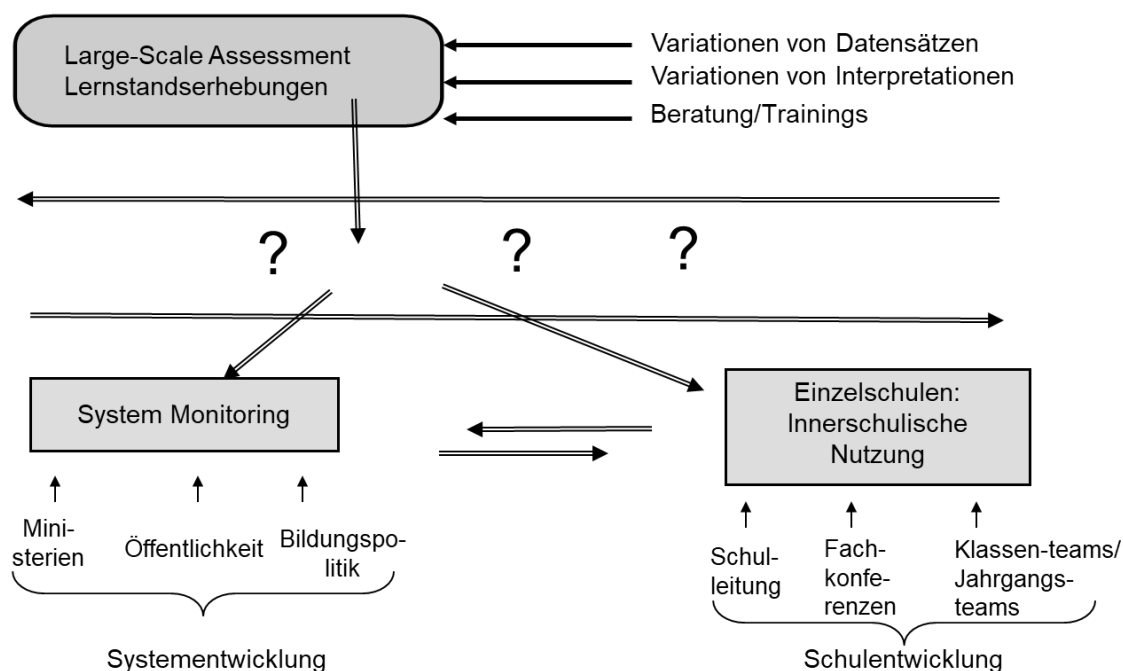 Large-Scale Assessment
Lernstandserhebungen
Variationen von Datensätzen
Variationen von Interpretationen
Beratung/Trainings
? ? ?
System Monitoring
Einzelschulen:
Innerschulische
Nutzung
Mini-
sterien
Öffentlichkeit
Bildungspo-
litik
Schul-
leitung
Fach-
konfe-
renzen
Klassen-teams/
Jahrgangs-
teams
Systementwicklung
Schulentwicklung